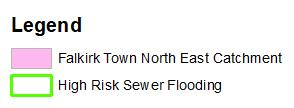 Legend
Falkirk Town North East Catchment
High Risk Sewer Flooding